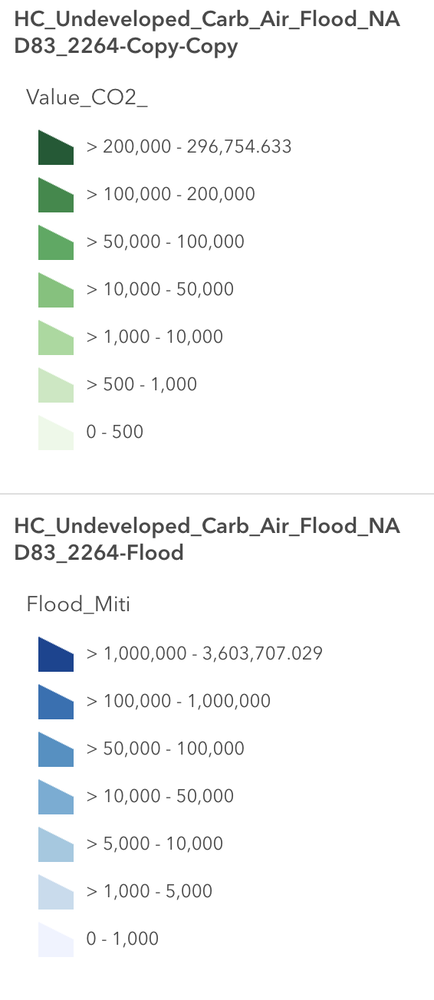 HC_Undeveloped_Carb_Air_Flood_NA
D83_2264-Copy-Copy
Value_CO2_
> 200,000 - 296,754.633
> 100,000 - 200,000
> 50,000 - 100,000
> 10,000 - 50,000
> 1,000 - 10,000
> 500 - 1,000
0 - 500
HC_Undeveloped_Carb_Air_Flood_NA
D83_2264-Flood
Flood_Miti
> 1,000,000 - 3,603,707.029
> 100,000 - 1,000,000
> 50,000 - 100,000
> 10,000 - 50,000
> 5,000 - 10,000
> 1,000 - 5,000
0 - 1,000